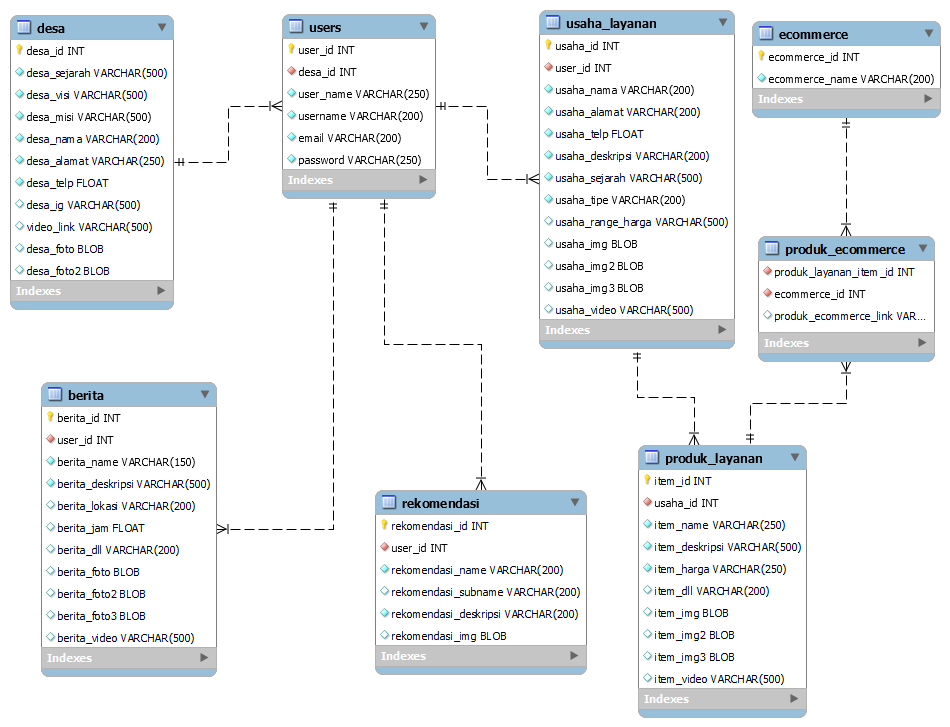 desa
desa_id INT
desa_sejarah VARCHAR(500)
desa_visi VARCHAR(500)
desa_misi VARCHAR(500)
desa_nama VARCHAR(200)
desa_alamat VARCHAR(250)
desa_telp FLOAT
desa_ig VARCHAR(500)
video_link VARCHAR(500)
desa_foto BLOB
desa_foto2 BLOB
Indexes
users
user_id INT
desa_id INT
user_name VARCHAR(250)
username VARCHAR(200)
email VARCHAR(200)
password VARCHAR(250)
Indexes
usaha_layanan
usaha_id INT
user_id INT
usaha_nama VARCHAR(200)
usaha_alamat VARCHAR(200)
usaha_telp FLOAT
usaha_deskripsi VARCHAR(200)
usaha_sejarah VARCHAR(500)
usaha_tipe VARCHAR(200)
usaha_range_harga VARCHAR(500)
usaha_img BLOB
usaha_img2 BLOB
usaha_img3 BLOB
usaha_video VARCHAR(500)
Indexes
ecommerce
ecommerce_id INT
ecommerce_name VARCHAR(200)
Indexes
produk_ecommerce
produk_layanan_item_id INT
ecommerce_id INT
produk_ecommerce_link VAR...
Indexes
berita
berita_id INT
user_id INT
berita_name VARCHAR(150)
berita_deskripsi VARCHAR(500)
berita_lokasi VARCHAR(200)
berita_jam FLOAT
berita_dll VARCHAR(200)
berita_foto BLOB
berita_foto2 BLOB
berita_foto3 BLOB
berita_video VARCHAR(500)
Indexes
rekomendasi
rekomendasi_id INT
user_id INT
rekomendasi_name VARCHAR(200)
rekomendasi_subname VARCHAR(200)
rekomendasi_deskripsi VARCHAR(200)
rekomendasi_img BLOB
Indexes
produk_layanan
item_id INT
usaha_id INT
item_name VARCHAR(250)
item_deskripsi VARCHAR(500)
item_harga VARCHAR(250)
item_dll VARCHAR(200)
item_img BLOB
item_img2 BLOB
item_img3 BLOB
item_video VARCHAR(500)
Indexes